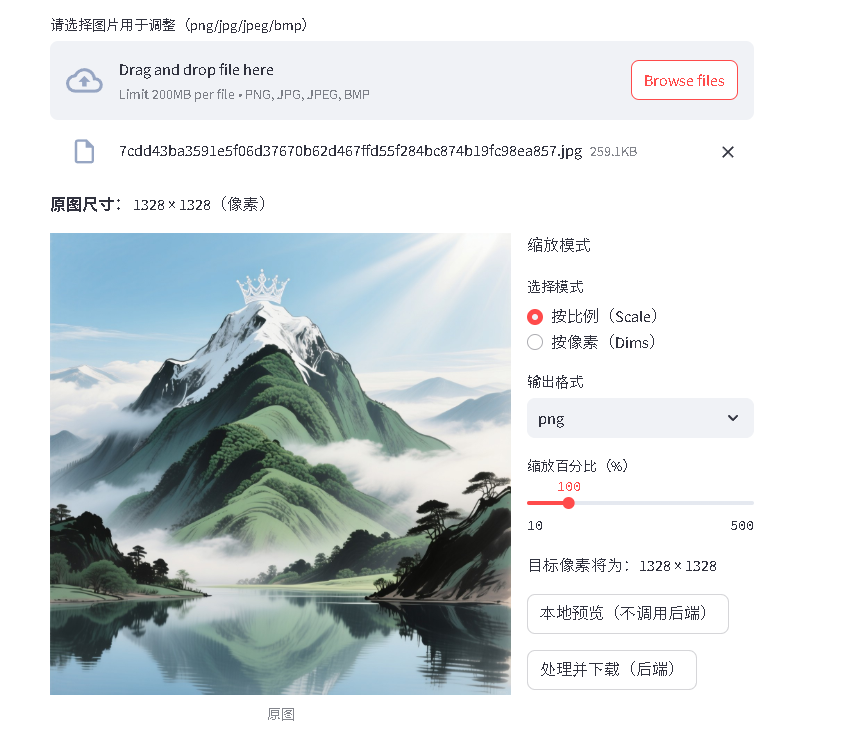 请选择图片用于调整（png/jpg/jpeg/bmp）
Drag and drop file here
Limit 200MB per file • PNG, JPG, JPEG, BMP
Browse files
7cdd43ba3591e5f06d37670b62d467ffd55f284bc874b19fc98ea857.jpg 259.1KB
原图尺寸： 1328 × 1328（像素）
缩放模式
选择模式
按比例（Scale）
按像素（Dims）
输出格式
png
缩放百分比（%）
100
10 500
目标像素将为：1328 × 1328
本地预览（不调用后端）
处理并下载（后端）
原图